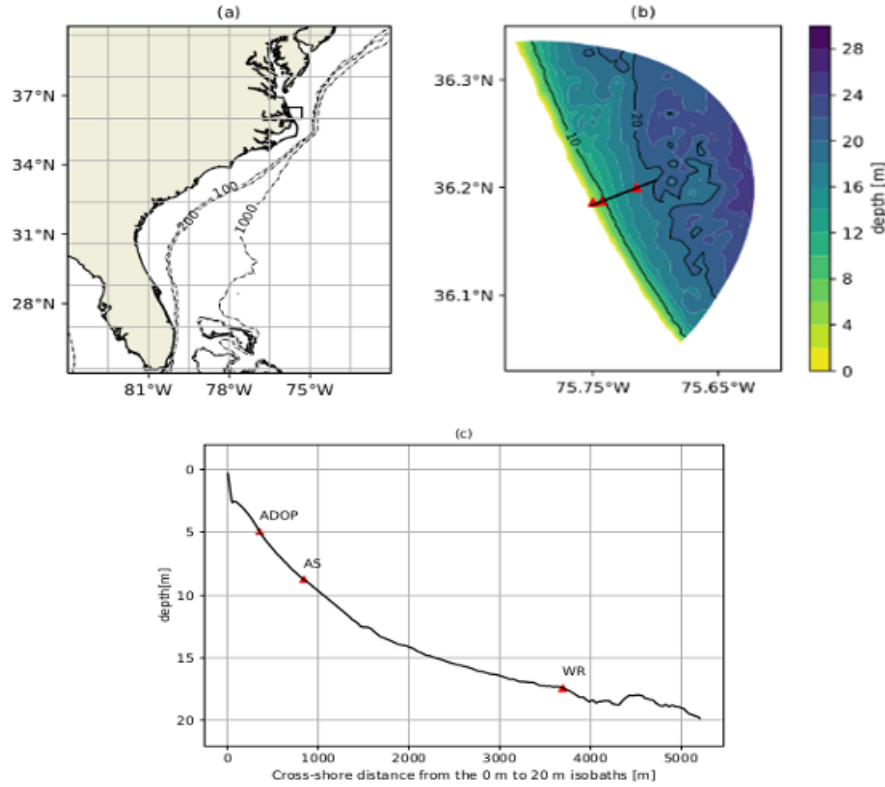 (a)
37°N
34°N
31°N
28°N
81°W 78°W 75°W
100
200
1000
(b)
36.3°N
36.2°N
36.1°N
75.75°W 75.65°W
10
20
28
24
20
16
12
8
4
0
depth [m]
(c)
0
5
10
15
20
depth[m]
ADOP
AS
WR
0 1000 2000 3000 4000 5000
Cross-shore distance from the 0 m to 20 m isobaths [m]